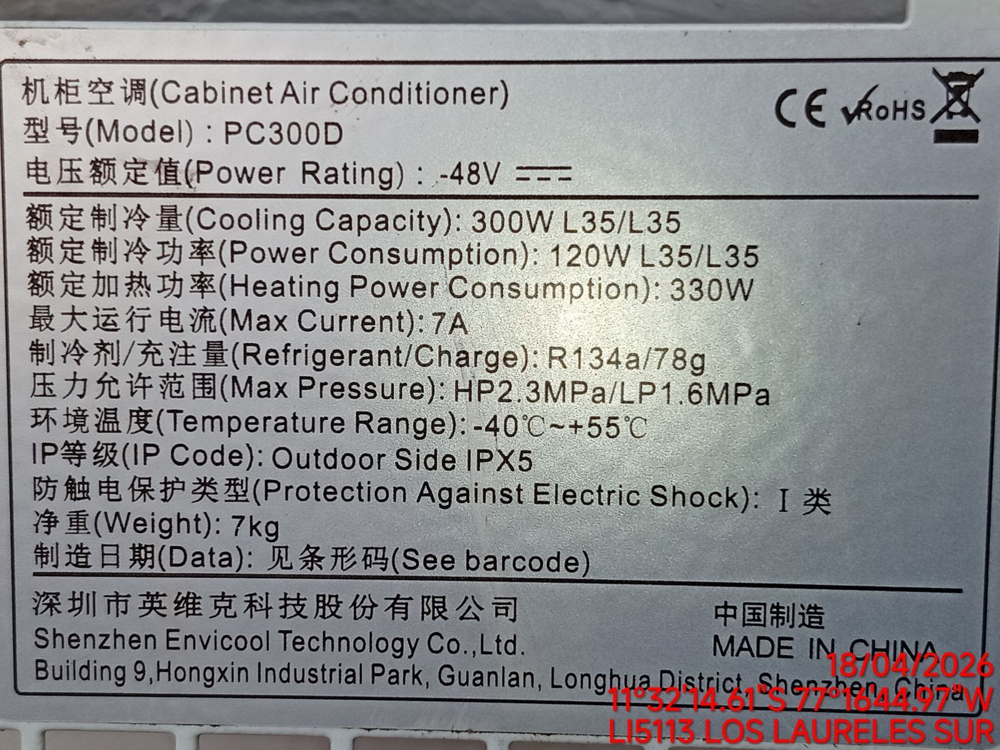 机柜空调(Cabinet Air Conditioner)
CE RoHS
型号(Model) : PC300D
电压额定值(Power Rating) : -48V
额定制冷量(Cooling Capacity): 300W L35/L35
额定制冷功率(Power Consumption): 120W L35/L35
额定加热功率(Heating Power Consumption): 330W
最大运行电流(Max Current): 7A
制冷剂/充注量(Refrigerant/Charge): R134a/78g
压力允许范围(Max Pressure): HP2.3MPa/LP1.6MPa
环境温度(Temperature Range): -40℃~+55℃
IP等级(IP Code): Outdoor Side IPX5
防触电保护类型(Protection Against Electric Shock): I 类
净重(Weight): 7kg
制造日期(Data): 见条形码(See barcode)
深圳市英维克科技股份有限公司
中国制造
Shenzhen Envicool Technology Co.,Ltd.
MADE IN CHINA
Building 9,Hongxin Industrial Park, Guanlan, Longhua District, Shenzhen, China
18/04/2026
11°32'14.61"S 77°16'44.97"W
LI5113 LOS LAURELES SUR